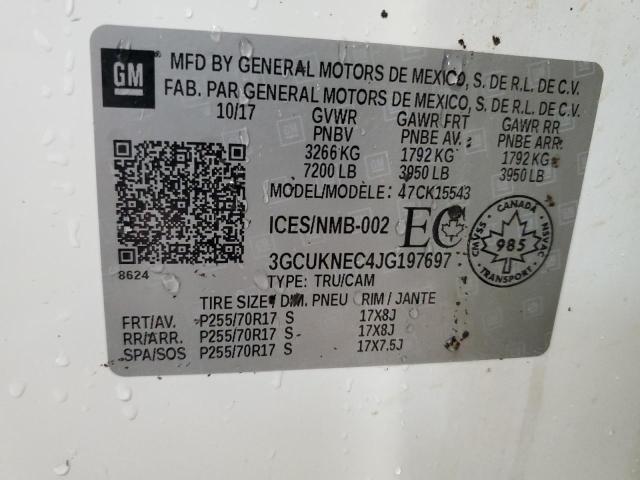 GM
MFD BY GENERAL MOTORS DE MEXICO, S. DE R.L. DE C.V.
FAB. PAR GENERAL MOTORS DE MEXICO, S. DE R.L. DE C.V.
10/17 GVWR GAWR FRT GAWR RR
PNBV PNBE AV. PNBE ARR.
3266 KG 1792 KG 1792 KG
7200 LB 3950 LB 3950 LB
MODEL/MODÈLE: 47CK15543
ICES/NMB-002 EC
CANADA
CMVSS 985 NSVAC
TRANSPORT
3GCUKNEC4JG197697
8624
TYPE: TRU/CAM
TIRE SIZE / DIM. PNEU RIM / JANTE
FRT/AV. P255/70R17 S 17X8J
RR/ARR. P255/70R17 S 17X8J
SPA/SOS P255/70R17 S 17X7.5J